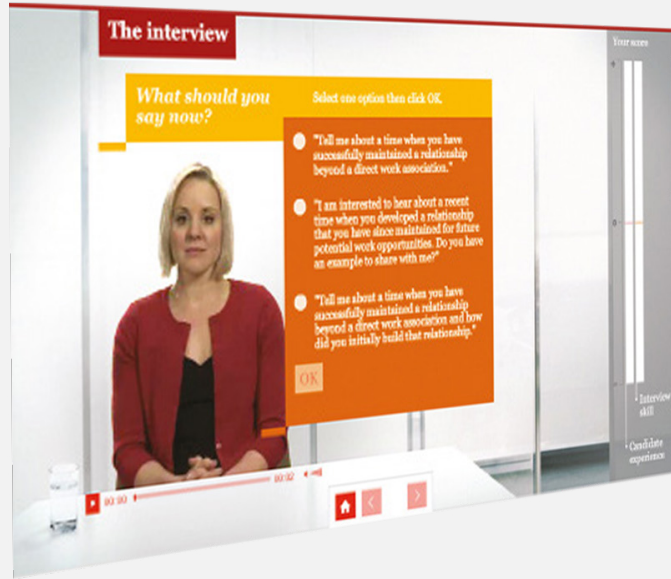 The interview
Your score
What should you
say now?
Select one option then click OK.
"Tell me about a time when you have
successfully maintained a relationship
beyond a direct work association."
"I am interested to hear about a recent
time when you developed a relationship
that you have since maintained for future
potential work opportunities. Do you have
an example to share with me?"
"Tell me about a time when you have
successfully maintained a relationship
beyond a direct work association and how
did you initially build that relationship."
OK
Interview
skill
Candidate
experience
00:00
00:02